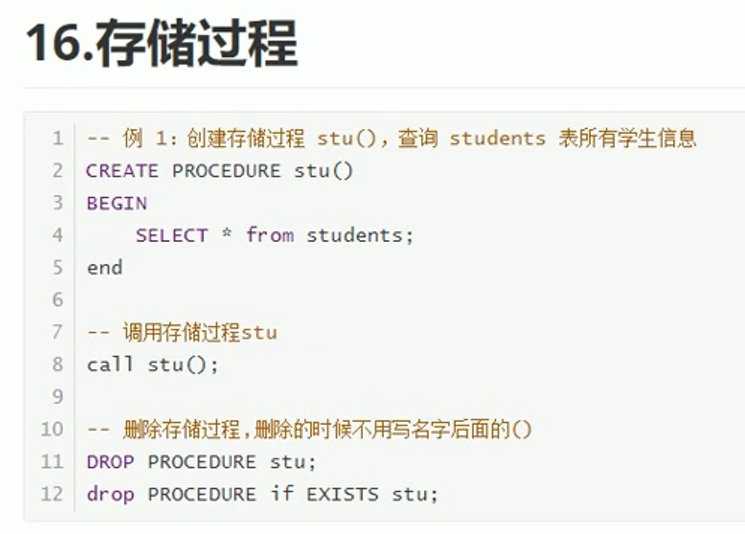 16.存储过程
1 -- 例 1：创建存储过程 stu()，查询 students 表所有学生信息
2 CREATE PROCEDURE stu()
3 BEGIN
4     SELECT * from students;
5 end
6
7 -- 调用存储过程stu
8 call stu();
9
10 -- 删除存储过程,删除的时候不用写名字后面的()
11 DROP PROCEDURE stu;
12 drop PROCEDURE if EXISTS stu;